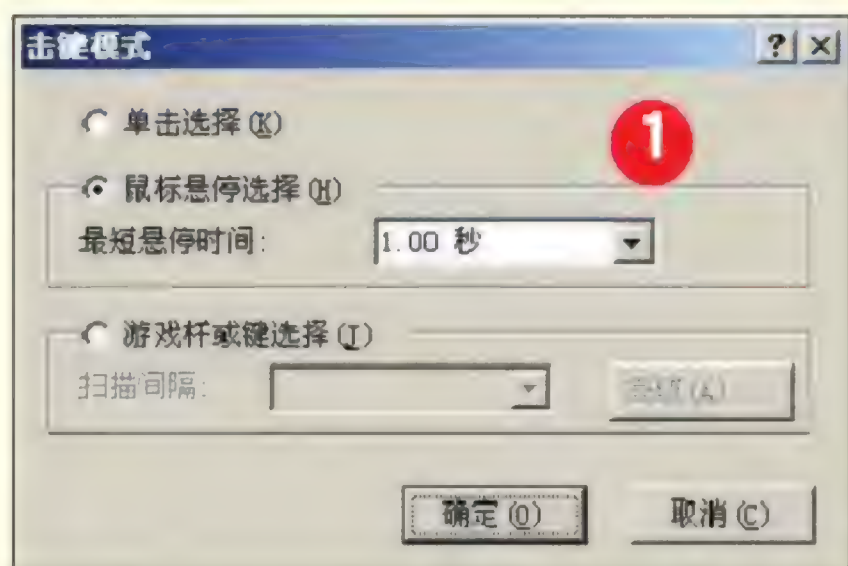 击键模式
单击选择(K)
1
鼠标悬停选择(H)
最短悬停时间: 1.00 秒
游戏杆或键选择(J)
扫描间隔:
确定(O) 取消(C)